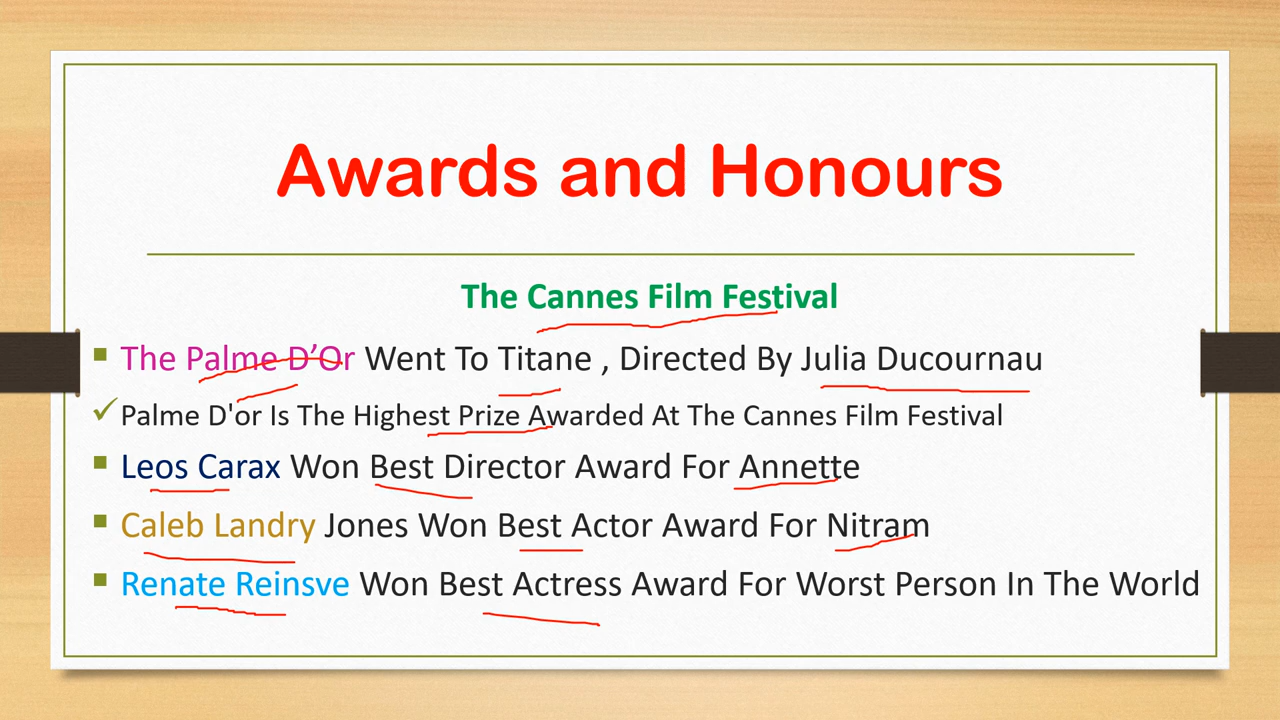 Awards and Honours
The Cannes Film Festival
The Palme D’Or Went To Titane , Directed By Julia Ducournau
Palme D'or Is The Highest Prize Awarded At The Cannes Film Festival
Leos Carax Won Best Director Award For Annette
Caleb Landry Jones Won Best Actor Award For Nitram
Renate Reinsve Won Best Actress Award For Worst Person In The World